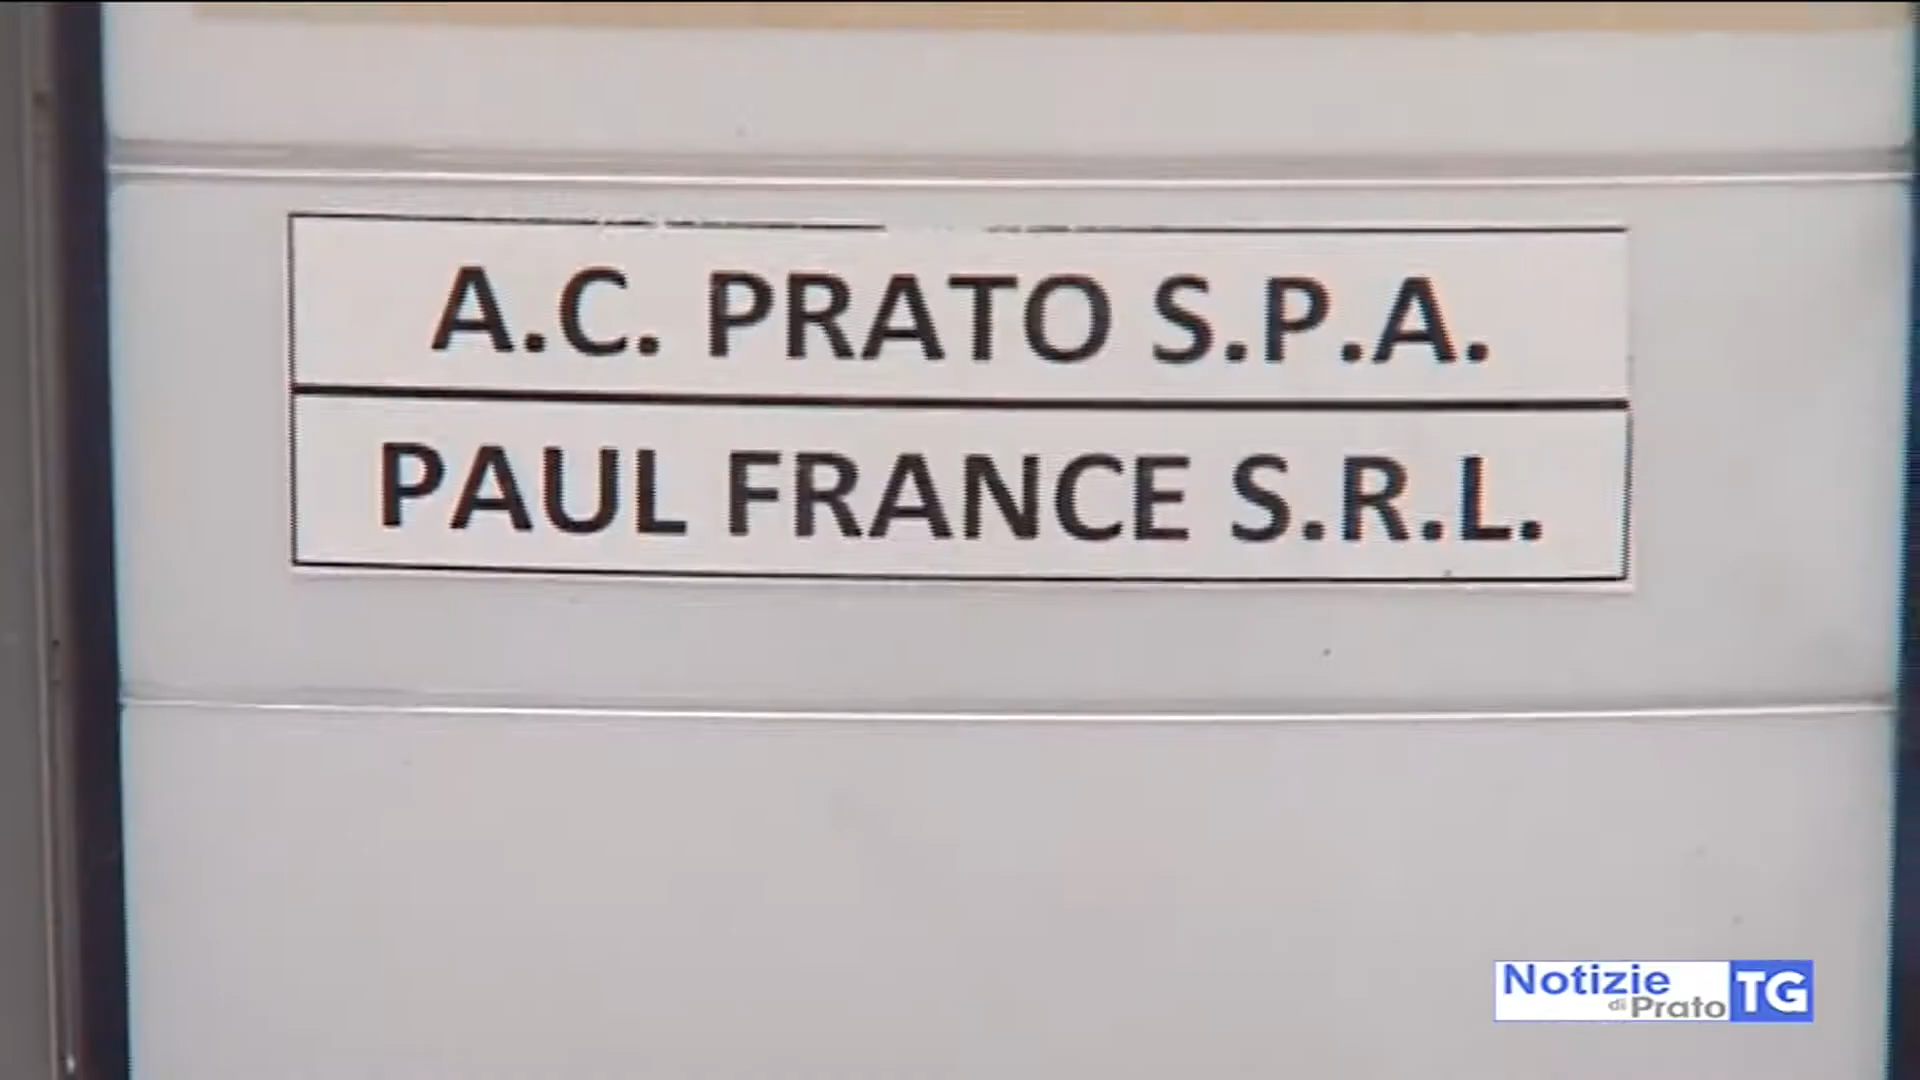 A.C. PRATO S.P.A.
PAUL FRANCE S.R.L.
Notizie
di Prato
TG